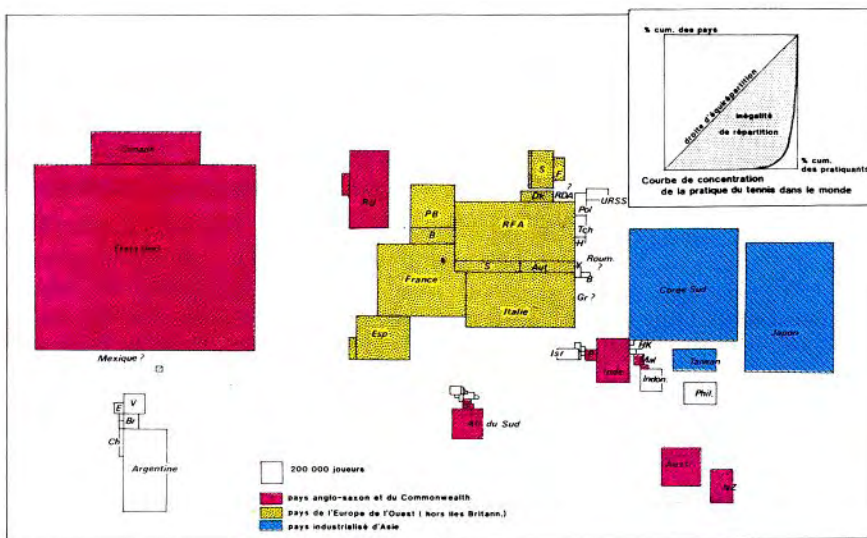 % cum. des pays
droite d'équirépartition
inégalité
de répartition
% cum.
des pratiquants
Courbe de concentration
de la pratique du tennis dans le monde
Canada
États Unis
Mexique ?
E
V
Br
Ch
Argentine
RU
PB
B
France
Esp
S
F
?
Dk
RDA
URSS
Pol
RFA
Tch
H
Roum.
?
S
Aut
B
Gr ?
Italie
Isr
Inde
HK
Mal
Indon.
Corée Sud
Japon
Taiwan
Phil.
Af. du Sud
Aust
NZ
200 000 joueurs
pays anglo-saxon et du Commonwealth
pays de l'Europe de l'Ouest ( hors îles Britann.)
pays industrialisé d'Asie